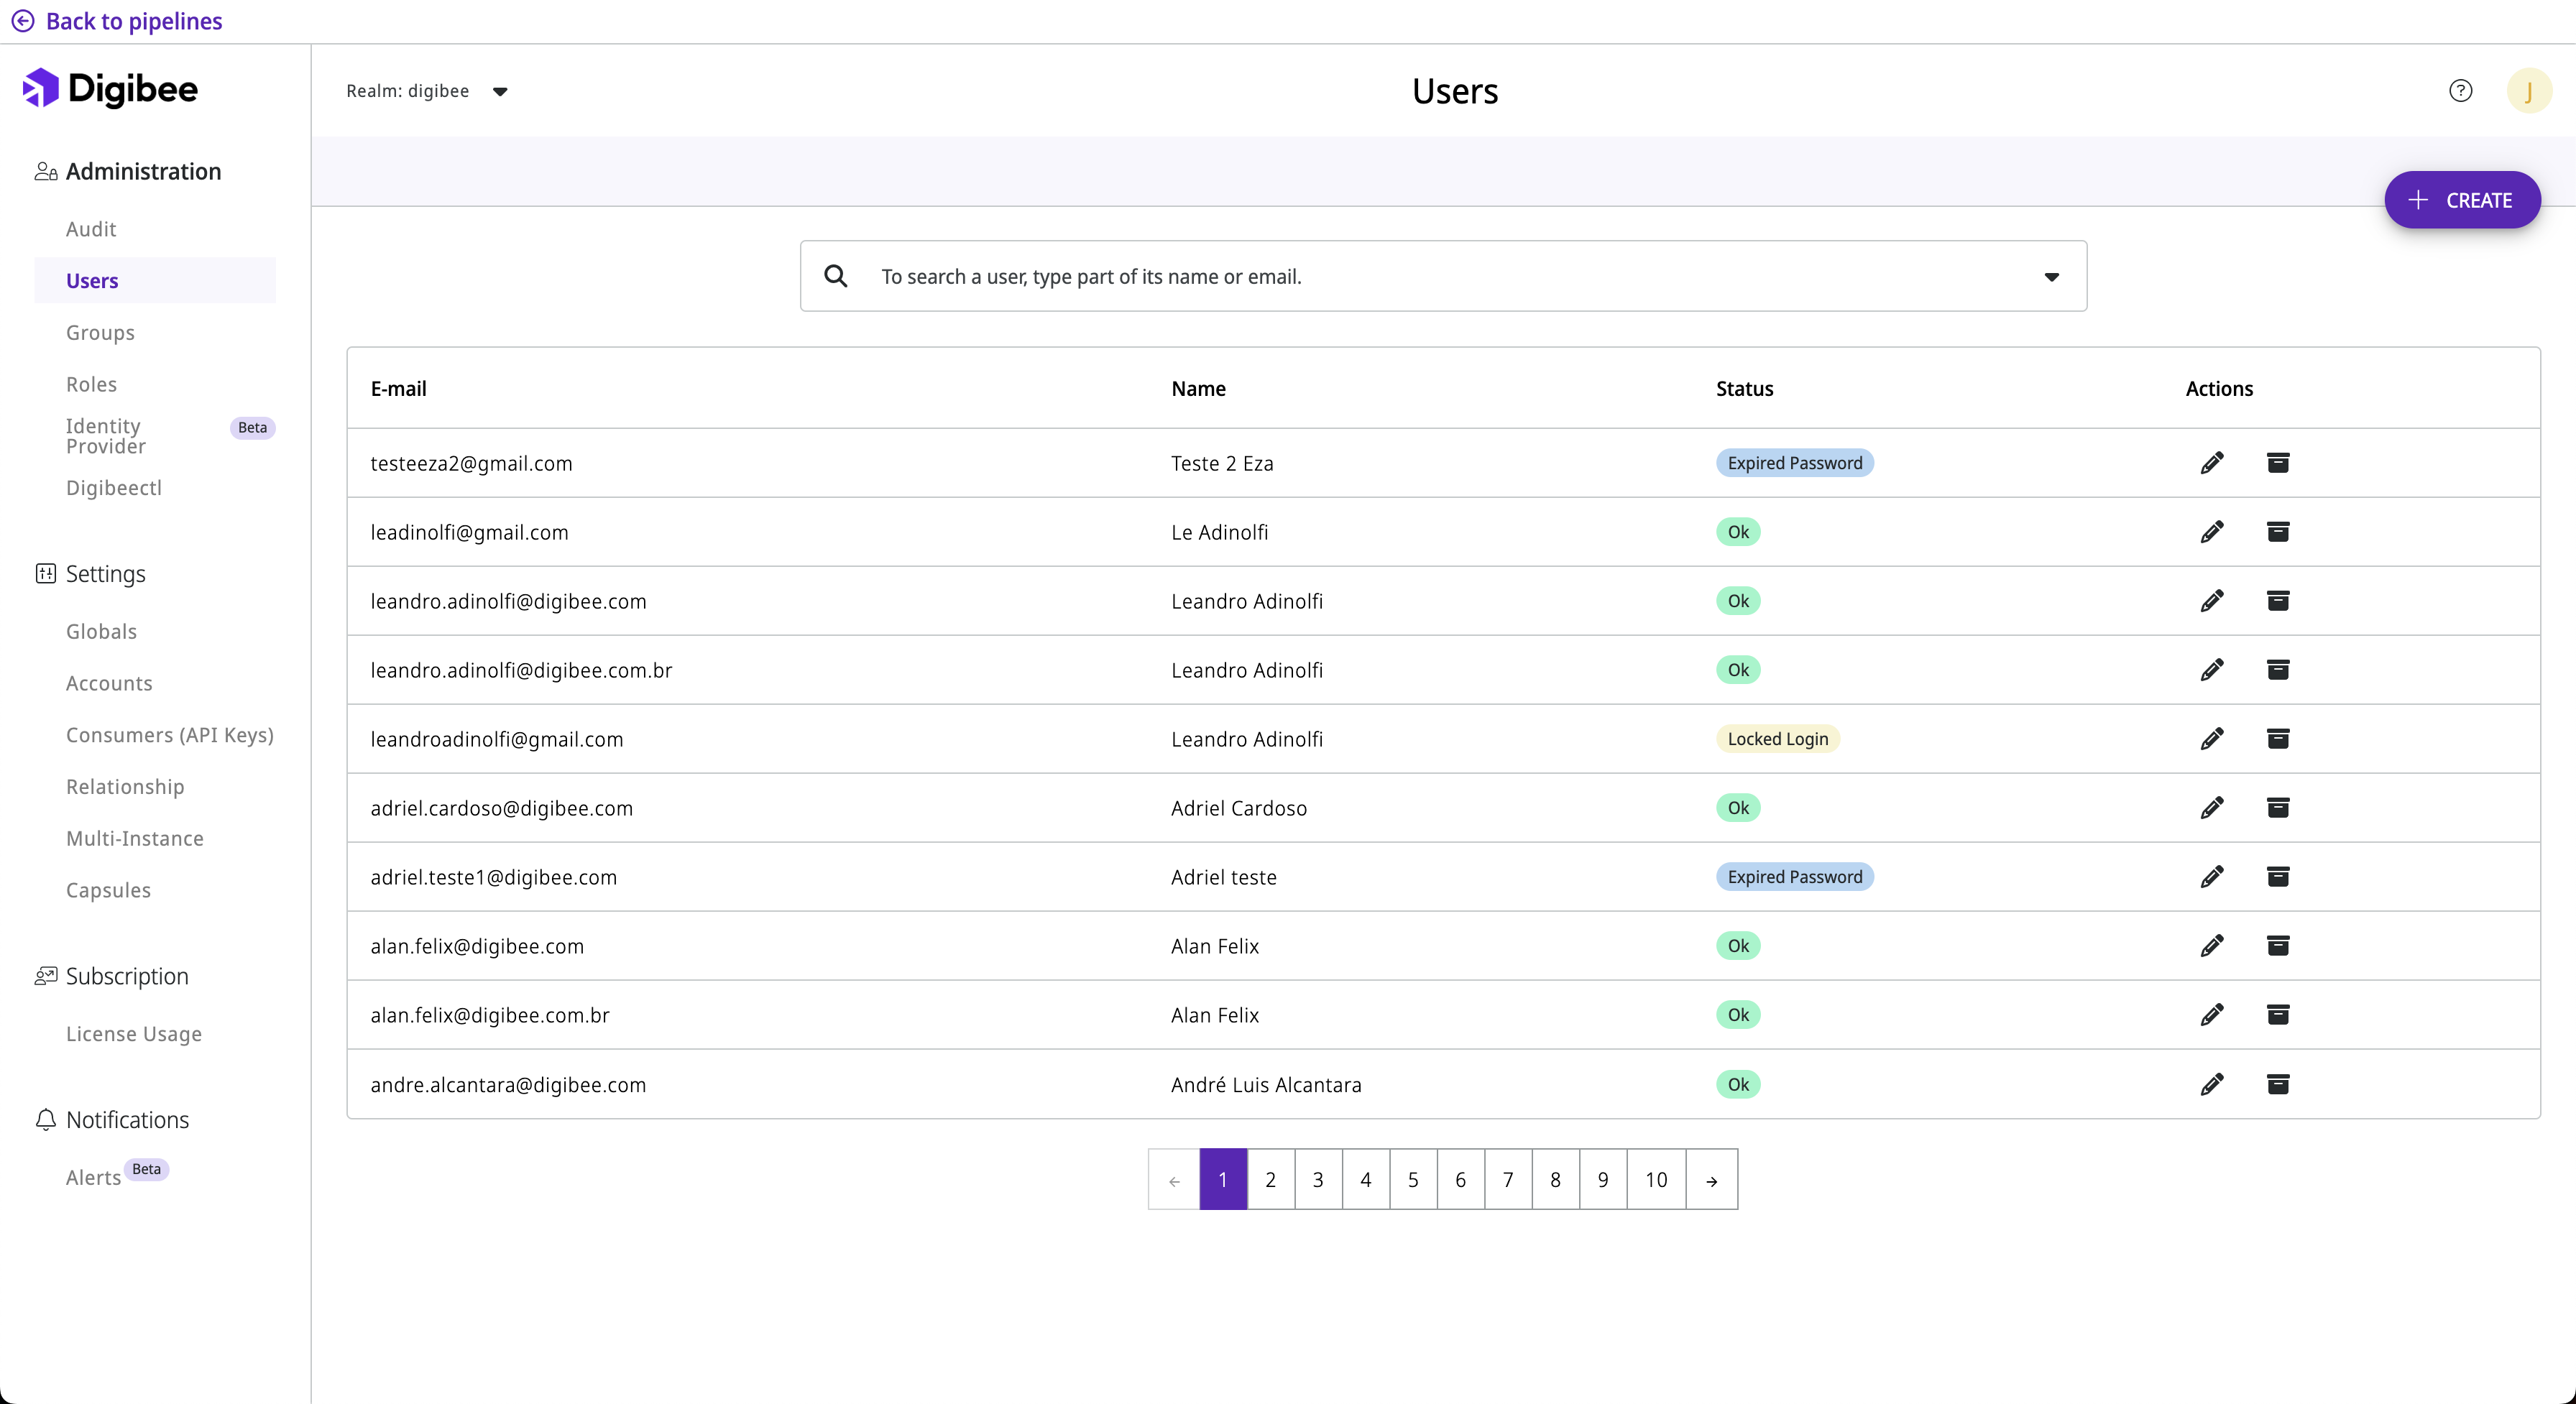 Back to pipelines
Digibee
Realm: digibee
Users
J
Administration
Audit
Users
Groups
Roles
Identity Provider Beta
Digibeectl
Settings
Globals
Accounts
Consumers (API Keys)
Relationship
Multi-Instance
Capsules
Subscription
License Usage
Notifications
Alerts Beta
CREATE
To search a user, type part of its name or email.
E-mail Name Status Actions
testeeza2@gmail.com Teste 2 Eza Expired Password
leadinolfi@gmail.com Le Adinolfi Ok
leandro.adinolfi@digibee.com Leandro Adinolfi Ok
leandro.adinolfi@digibee.com.br Leandro Adinolfi Ok
leandroadinolfi@gmail.com Leandro Adinolfi Locked Login
adriel.cardoso@digibee.com Adriel Cardoso Ok
adriel.teste1@digibee.com Adriel teste Expired Password
alan.felix@digibee.com Alan Felix Ok
alan.felix@digibee.com.br Alan Felix Ok
andre.alcantara@digibee.com André Luis Alcantara Ok
← 1 2 3 4 5 6 7 8 9 10 →